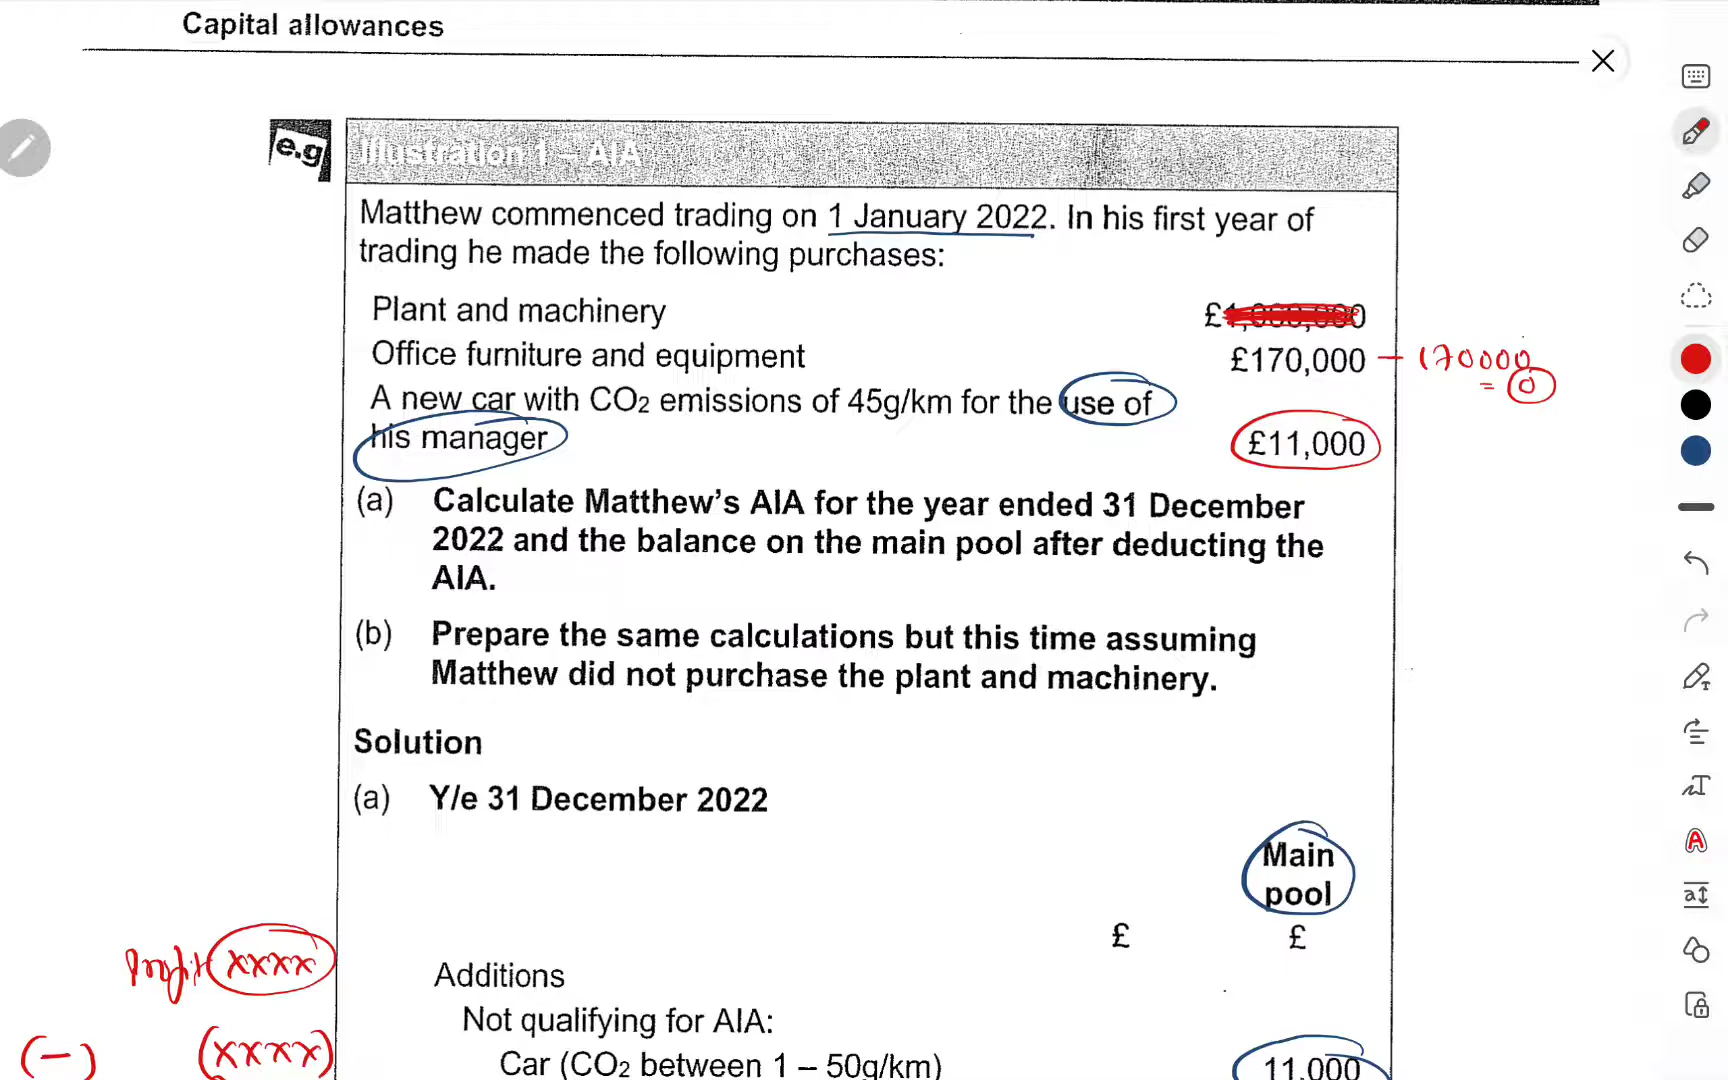 Capital allowances
e.g
Illustration 1 – AIA
Matthew commenced trading on 1 January 2022. In his first year of
trading he made the following purchases:
Plant and machinery £1,000,000
Office furniture and equipment £170,000 – 170000
= 0
A new car with CO2 emissions of 45g/km for the use of
his manager £11,000
(a) Calculate Matthew's AIA for the year ended 31 December
2022 and the balance on the main pool after deducting the
AIA.
(b) Prepare the same calculations but this time assuming
Matthew did not purchase the plant and machinery.
Solution
(a) Y/e 31 December 2022
Main
pool
£ £
Profit xxxx
Additions
Not qualifying for AIA:
(–) (xxxx)
Car (CO2 between 1 – 50g/km) 11,000